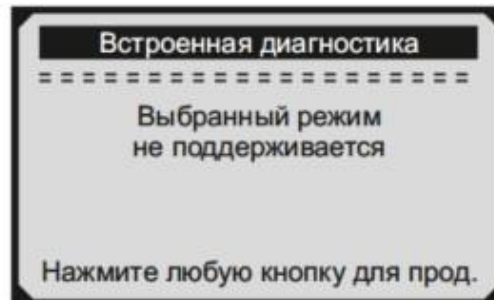 Встроенная диагностика
= = = = = = = = = = = = = = = = = = = =
Выбранный режим
не поддерживается
Нажмите любую кнопку для прод.